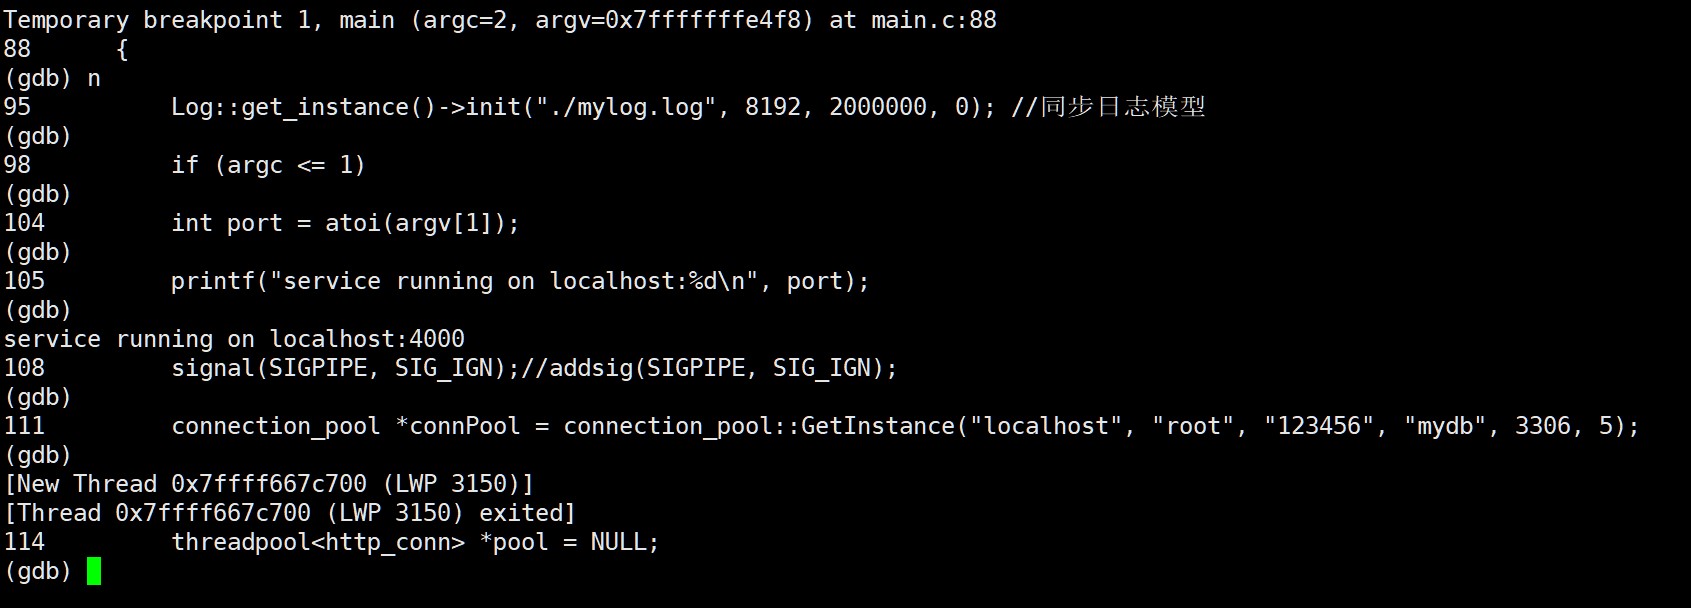 Temporary breakpoint 1, main (argc=2, argv=0x7fffffffe4f8) at main.c:88
88      {
(gdb) n
95          Log::get_instance()->init("./mylog.log", 8192, 2000000, 0); //同步日志模型
(gdb)
98          if (argc <= 1)
(gdb)
104         int port = atoi(argv[1]);
(gdb)
105         printf("service running on localhost:%d\n", port);
(gdb)
service running on localhost:4000
108         signal(SIGPIPE, SIG_IGN);//addsig(SIGPIPE, SIG_IGN);
(gdb)
111         connection_pool *connPool = connection_pool::GetInstance("localhost", "root", "123456", "mydb", 3306, 5);
(gdb)
[New Thread 0x7ffff667c700 (LWP 3150)]
[Thread 0x7ffff667c700 (LWP 3150) exited]
114         threadpool<http_conn> *pool = NULL;
(gdb)